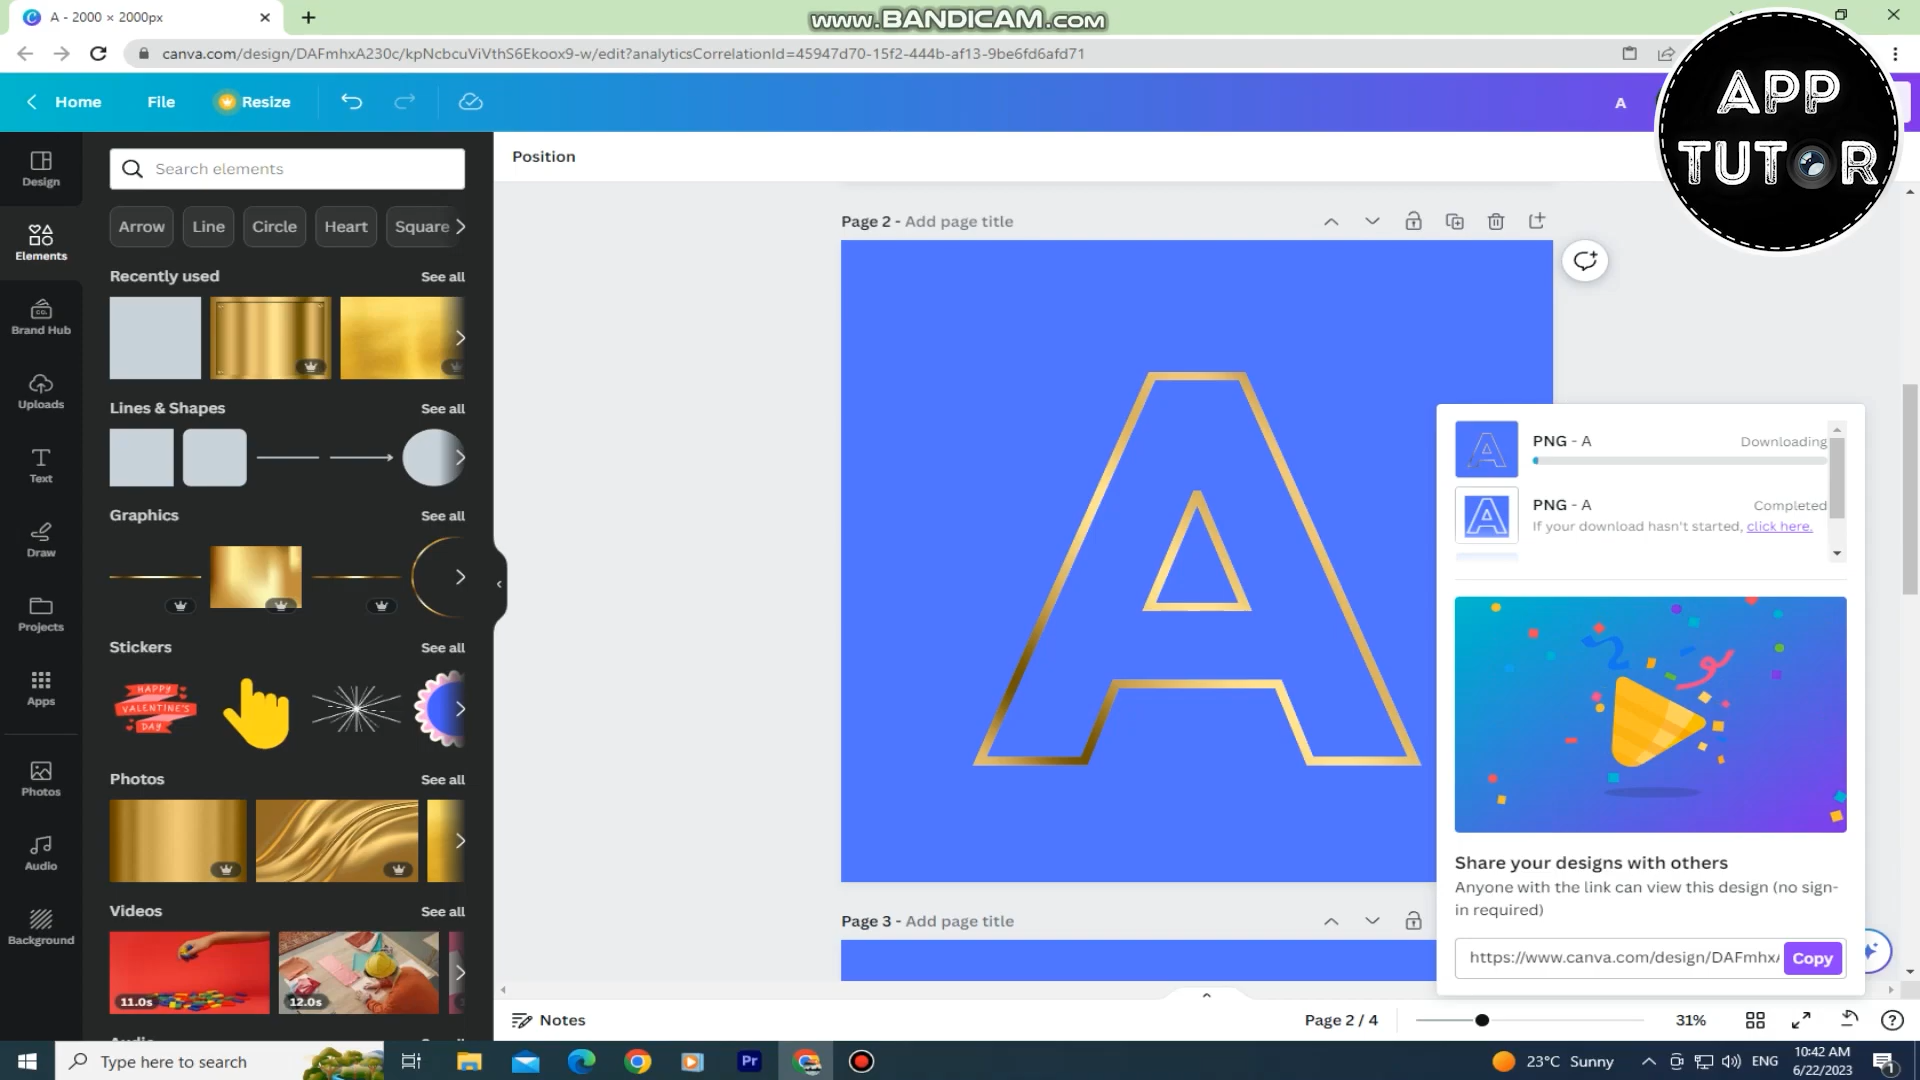 A - 2000 × 2000px
www.BANDICAM.com
canva.com/design/DAFmhxA230c/kpNcbcuViVthS6Ekoox9-w/edit?analyticsCorrelationId=45947d70-15f2-444b-af13-9be6fd6afd71
APP
TUTOR
Home
File
Resize
A
Design
Elements
Brand Hub
Uploads
Text
Draw
Projects
Apps
Photos
Audio
Background
Search elements
Arrow
Line
Circle
Heart
Square
Recently used
See all
Lines & Shapes
See all
Graphics
See all
Stickers
See all
HAPPY
VALENTINE'S
DAY
Photos
See all
Videos
See all
11.0s
12.0s
Position
Page 2 - Add page title
A
Page 3 - Add page title
PNG - A
Downloading
PNG - A
Completed
If your download hasn't started, click here.
Share your designs with others
Anyone with the link can view this design (no sign-
in required)
https://www.canva.com/design/DAFmhxA
Copy
Notes
Page 2 / 4
31%
Type here to search
Pr
23°C Sunny
ENG
10:42 AM
6/22/2023
1